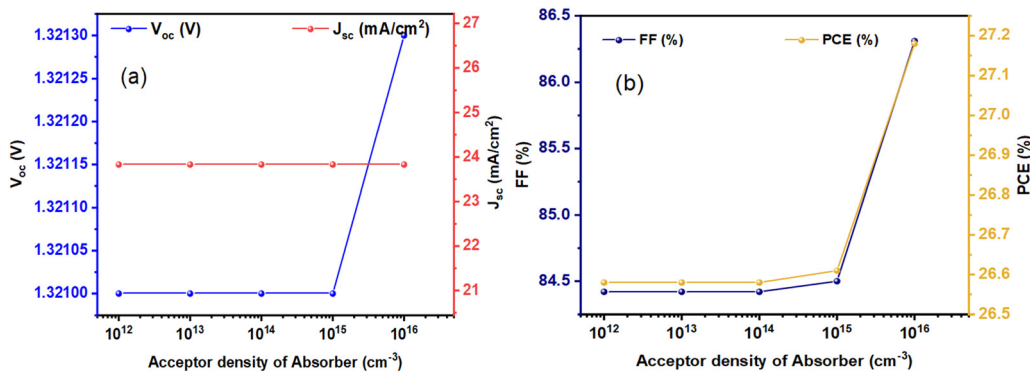 V_oc (V)
J_sc (mA/cm²)
(a)
1.32130
1.32125
1.32120
1.32115
1.32110
1.32105
1.32100
V_oc (V)
27
26
25
24
23
22
21
J_sc (mA/cm²)
10¹² 10¹³ 10¹⁴ 10¹⁵ 10¹⁶
Acceptor density of Absorber (cm⁻³)
FF (%)
PCE (%)
(b)
86.5
86.0
85.5
85.0
84.5
FF (%)
27.2
27.1
27.0
26.9
26.8
26.7
26.6
26.5
PCE (%)
10¹² 10¹³ 10¹⁴ 10¹⁵ 10¹⁶
Acceptor density of Absorber (cm⁻³)